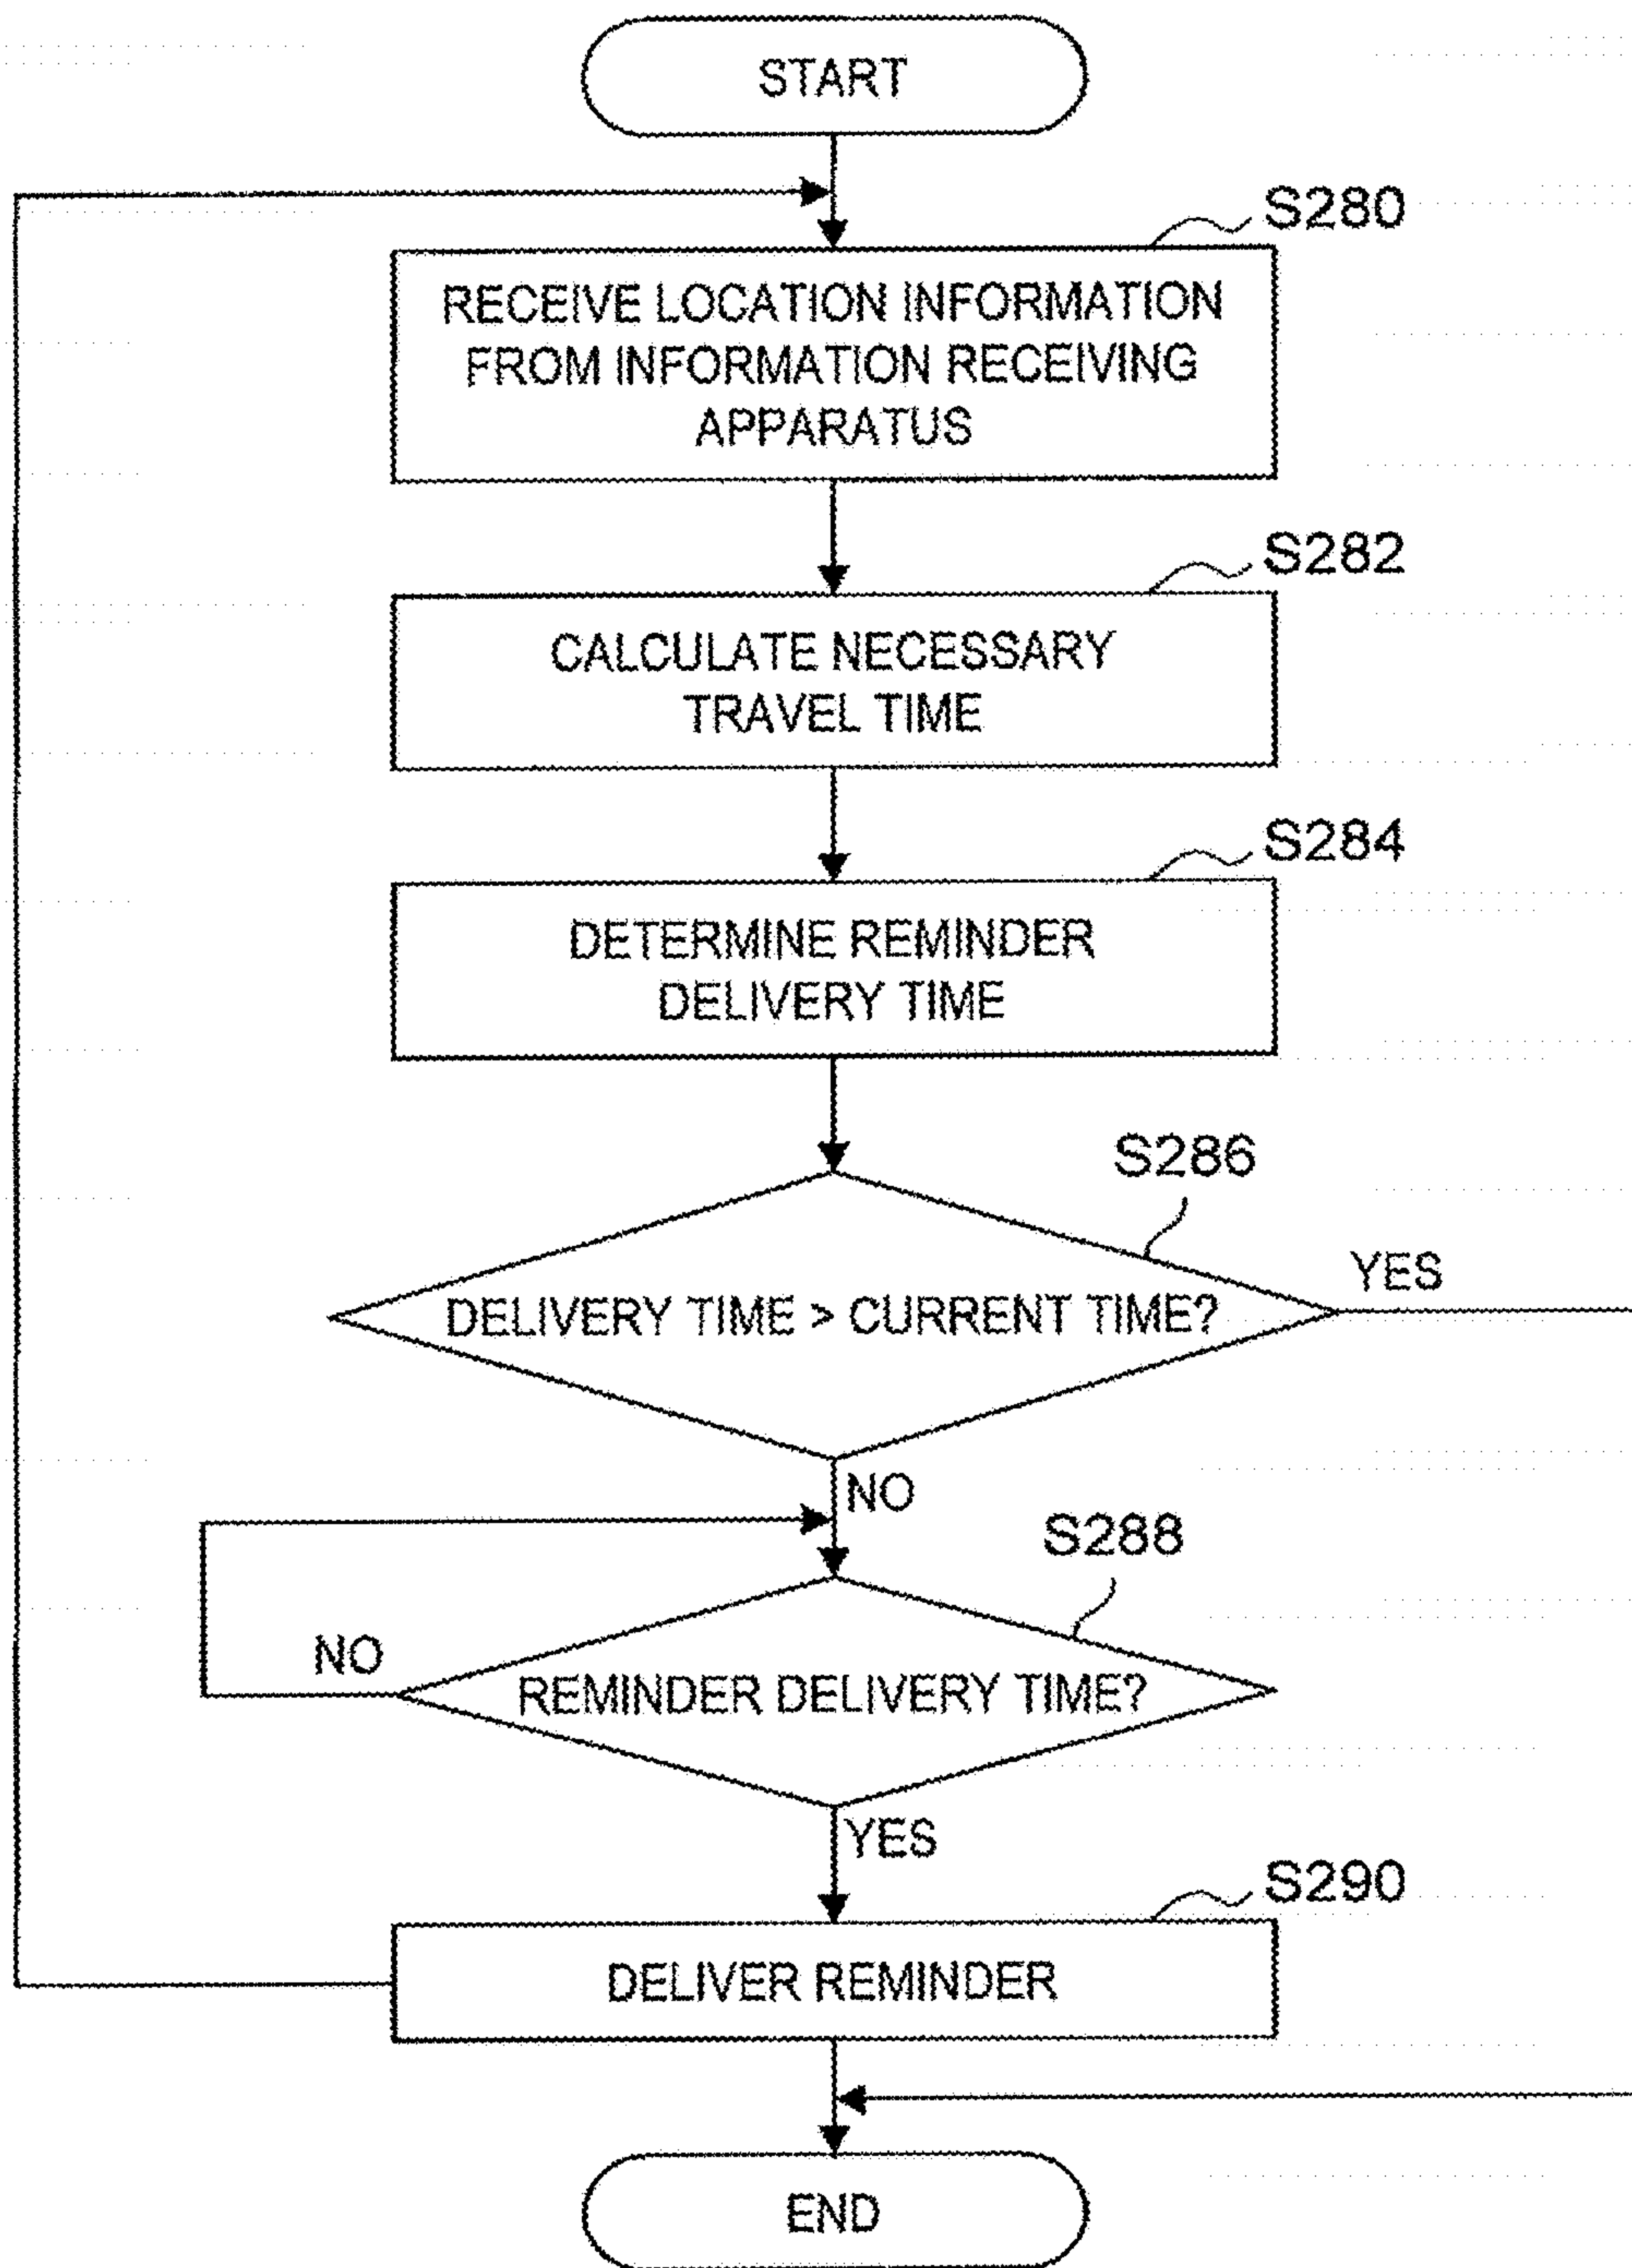 START
S280
RECEIVE LOCATION INFORMATION
FROM INFORMATION RECEIVING
APPARATUS
S282
CALCULATE NECESSARY
TRAVEL TIME
S284
DETERMINE REMINDER
DELIVERY TIME
S286
YES
DELIVERY TIME > CURRENT TIME?
NO
S288
NO
REMINDER DELIVERY TIME?
YES
S290
DELIVER REMINDER
END